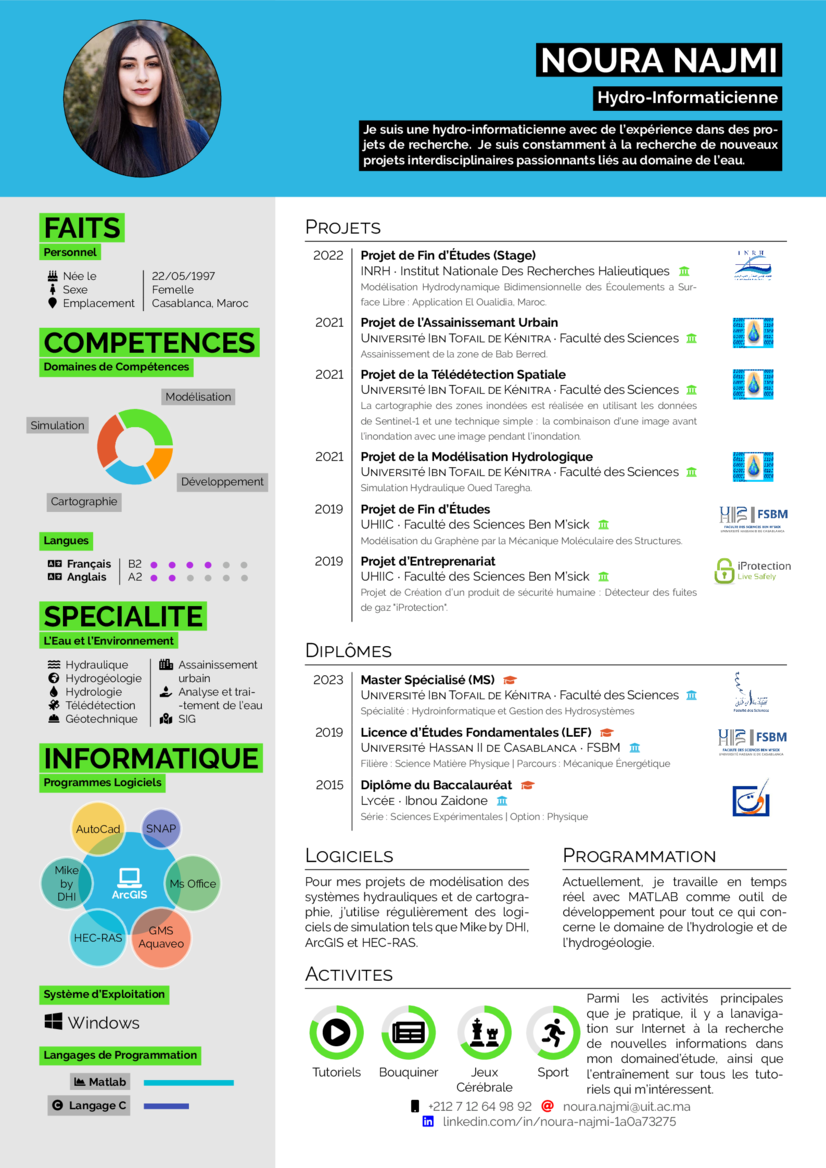 NOURA NAJMI
Hydro-Informaticienne
Je suis une hydro-informaticienne avec de l'expérience dans des pro-
jets de recherche. Je suis constamment à la recherche de nouveaux
projets interdisciplinaires passionnants liés au domaine de l'eau.
FAITS
Personnel
Née le 22/05/1997
Sexe Femelle
Emplacement Casablanca, Maroc
COMPETENCES
Domaines de Compétences
Modélisation
Simulation
Développement
Cartographie
Langues
Français B2
Anglais A2
SPECIALITE
L'Eau et l'Environnement
Hydraulique
Hydrogéologie
Hydrologie
Télédétection
Géotechnique
Assainissement
urbain
Analyse et trai-
-tement de l'eau
SIG
INFORMATIQUE
Programmes Logiciels
AutoCad
SNAP
Mike
by
DHI
ArcGIS
Ms Office
HEC-RAS
GMS
Aquaveo
Système d'Exploitation
Windows
Langages de Programmation
Matlab
Langage C
PROJETS
2022 Projet de Fin d'Études (Stage)
INRH · Institut Nationale Des Recherches Halieutiques
Modélisation Hydrodynamique Bidimensionnelle des Écoulements a Sur-
face Libre : Application El Oualidia, Maroc.
INRH
2021 Projet de l'Assainissemant Urbain
UNIVERSITÉ IBN TOFAIL DE KÉNITRA · Faculté des Sciences
Assainissement de la zone de Bab Berred.
2021 Projet de la Télédétection Spatiale
UNIVERSITÉ IBN TOFAIL DE KÉNITRA · Faculté des Sciences
La cartographie des zones inondées est réalisée en utilisant les données
de Sentinel-1 et une technique simple : la combinaison d'une image avant
l'inondation avec une image pendant l'inondation.
2021 Projet de la Modélisation Hydrologique
UNIVERSITÉ IBN TOFAIL DE KÉNITRA · Faculté des Sciences
Simulation Hydraulique Oued Taregha.
2019 Projet de Fin d'Études
UHIIC · Faculté des Sciences Ben M'sick
Modélisation du Graphène par la Mécanique Moléculaire des Structures.
FSBM
2019 Projet d'Entreprenariat
UHIIC · Faculté des Sciences Ben M'sick
Projet de Création d'un produit de sécurité humaine : Détecteur des fuites
de gaz "iProtection".
iProtection
Live Safely
DIPLÔMES
2023 Master Spécialisé (MS)
UNIVERSITÉ IBN TOFAIL DE KÉNITRA · Faculté des Sciences
Spécialité : Hydroinformatique et Gestion des Hydrosystèmes
2019 Licence d'Études Fondamentales (LEF)
UNIVERSITÉ HASSAN II DE CASABLANCA · FSBM
Filière : Science Matière Physique | Parcours : Mécanique Énergétique
FSBM
2015 Diplôme du Baccalauréat
LYCÉE · Ibnou Zaidone
Série : Sciences Expérimentales | Option : Physique
LOGICIELS
Pour mes projets de modélisation des
systèmes hydrauliques et de cartogra-
phie, j'utilise régulièrement des logi-
ciels de simulation tels que Mike by DHI,
ArcGIS et HEC-RAS.
PROGRAMMATION
Actuellement, je travaille en temps
réel avec MATLAB comme outil de
développement pour tout ce qui con-
cerne le domaine de l'hydrologie et de
l'hydrogéologie.
ACTIVITES
Tutoriels
Bouquiner
Jeux
Cérébrale
Sport
Parmi les activités principales
que je pratique, il y a lanaviga-
tion sur Internet à la recherche
de nouvelles informations dans
mon domained'étude, ainsi que
l'entraînement sur tous les tuto-
riels qui m'intéressent.
+212 7 12 64 98 92 @ noura.najmi@uit.ac.ma
linkedin.com/in/noura-najmi-1a0a73275